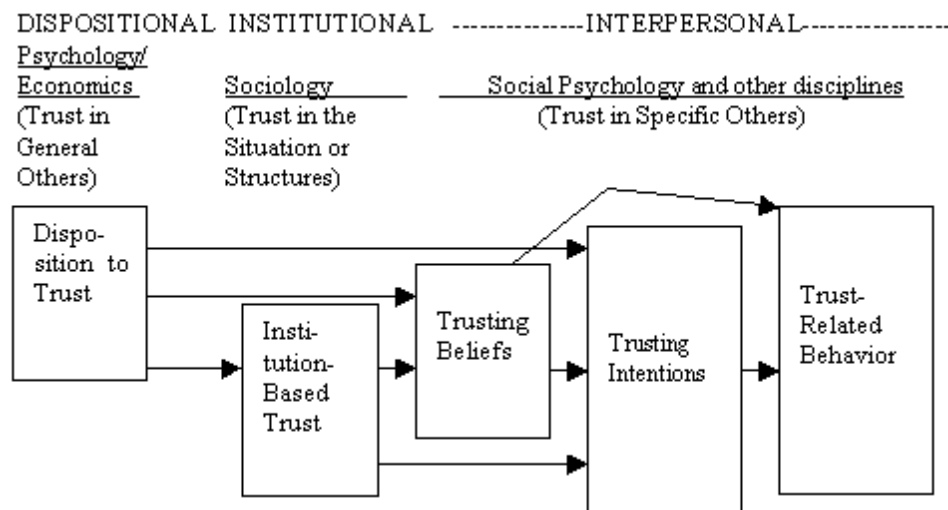 DISPOSITIONAL INSTITUTIONAL ---------------INTERPERSONAL-----------------
Psychology/
Economics
Sociology
Social Psychology and other disciplines
(Trust in
General
Others)
(Trust in the
Situation or
Structures)
(Trust in Specific Others)
Dispo-
sition to
Trust
Insti-
tution-
Based
Trust
Trusting
Beliefs
Trusting
Intentions
Trust-
Related
Behavior